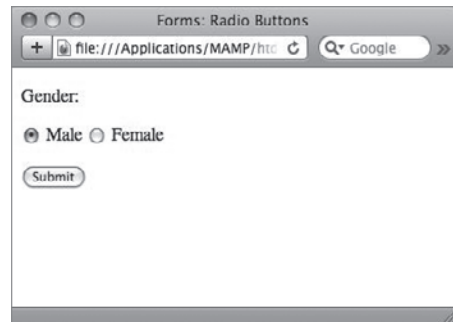 Forms: Radio Buttons
+ file:///Applications/MAMP/htc Google »
Gender:
Male Female
Submit